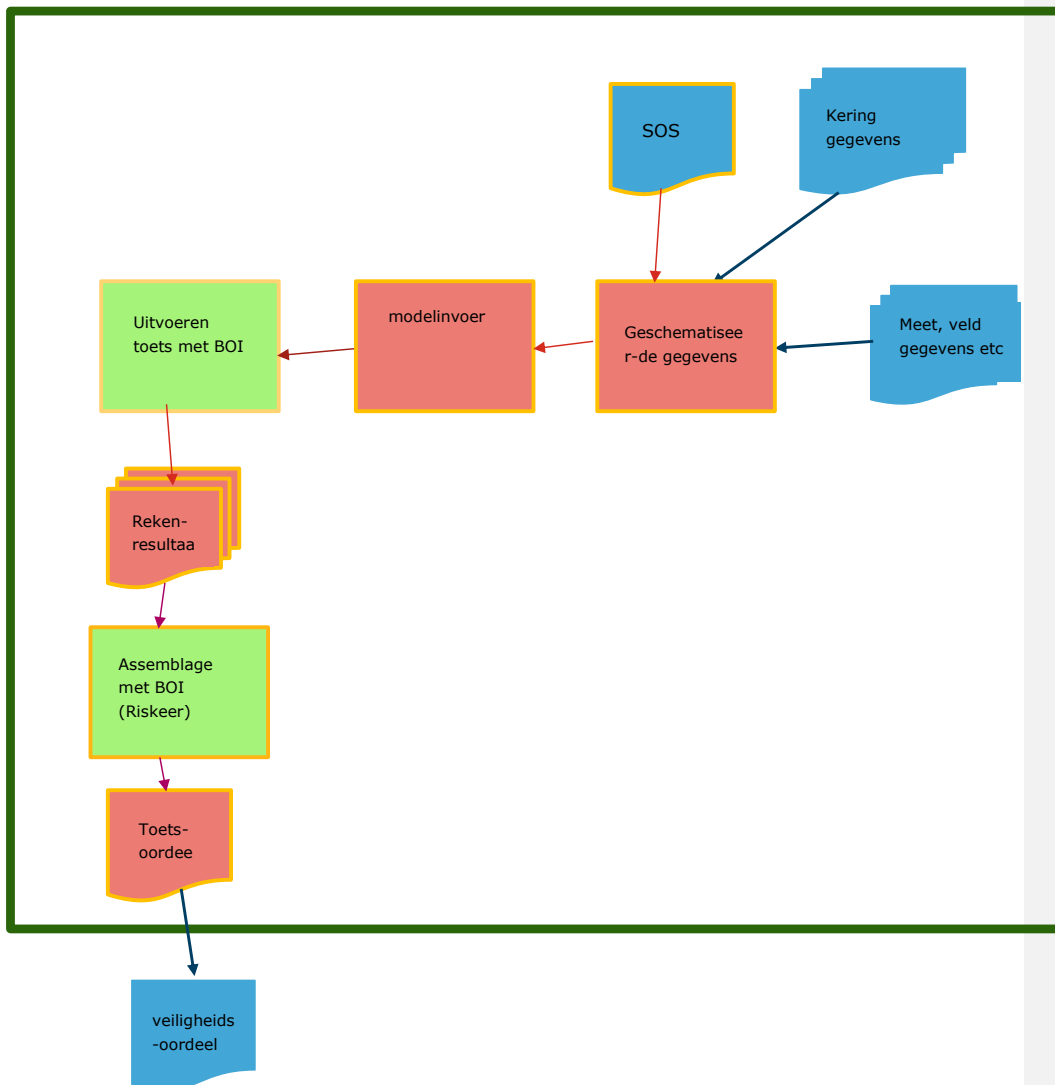 SOS
Kering
gegevens
Uitvoeren
toets met BOI
modelinvoer
Geschematisee
r-de gegevens
Meet, veld
gegevens etc
Reken-
resultaa
Assemblage
met BOI
(Riskeer)
Toets-
oordee
veiligheids
-oordeel